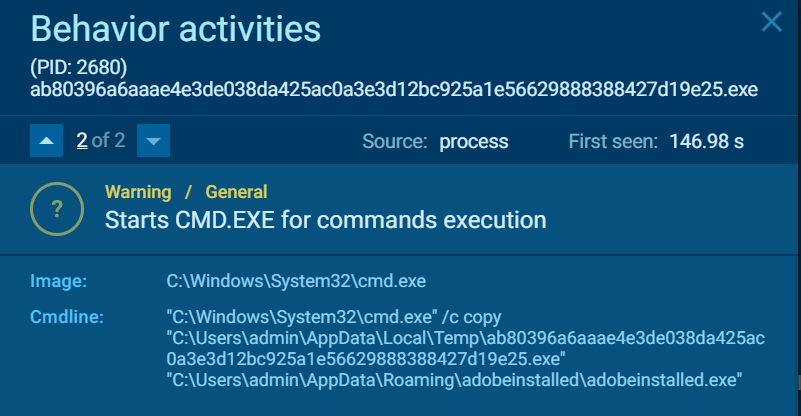 Behavior activities
(PID: 2680)
ab80396a6aaae4e3de038da425ac0a3e3d12bc925a1e56629888388427d19e25.exe
2 of 2 Source: process First seen: 146.98 s
? Warning / General
Starts CMD.EXE for commands execution
Image: C:\Windows\System32\cmd.exe
Cmdline: "C:\Windows\System32\cmd.exe" /c copy
"C:\Users\admin\AppData\Local\Temp\ab80396a6aaae4e3de038da425ac
0a3e3d12bc925a1e56629888388427d19e25.exe"
"C:\Users\admin\AppData\Roaming\adobeinstalled\adobeinstalled.exe"